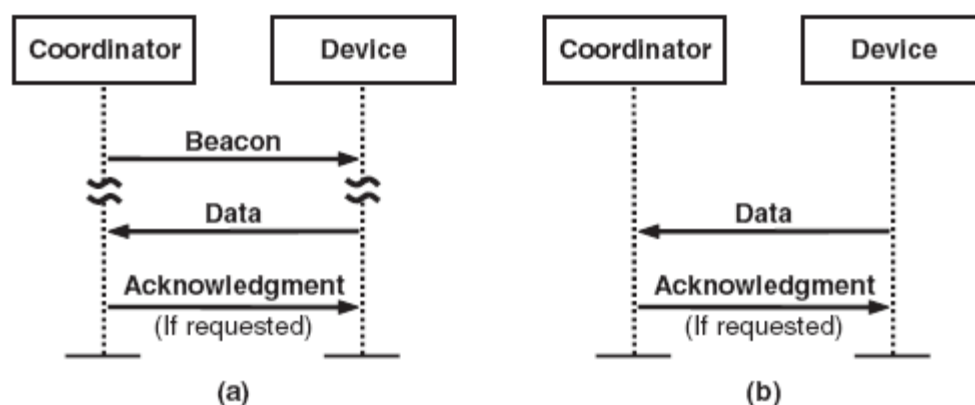 Coordinator Device
Beacon
Data
Acknowledgment
(If requested)
(a)
Coordinator Device
Data
Acknowledgment
(If requested)
(b)